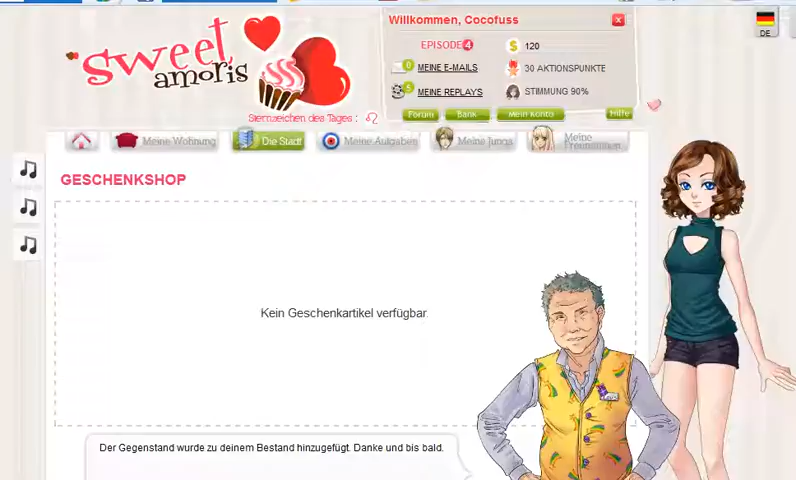 Willkommen, Cocofuss
DE
sweet
amoris
EPISODE 4
$ 120
0 MEINE E-MAILS
30 AKTIONSPUNKTE
5 MEINE REPLAYS
STIMMUNG 90%
Sternzeichen des Tages : ♌
Forum Bank Mein Konto Hilfe
Meine Wohnung Die Stadt Meine Aufgaben Meine Jungs Meine Freundinnen
GESCHENKSHOP
Kein Geschenkartikel verfügbar.
Der Gegenstand wurde zu deinem Bestand hinzugefügt. Danke und bis bald.